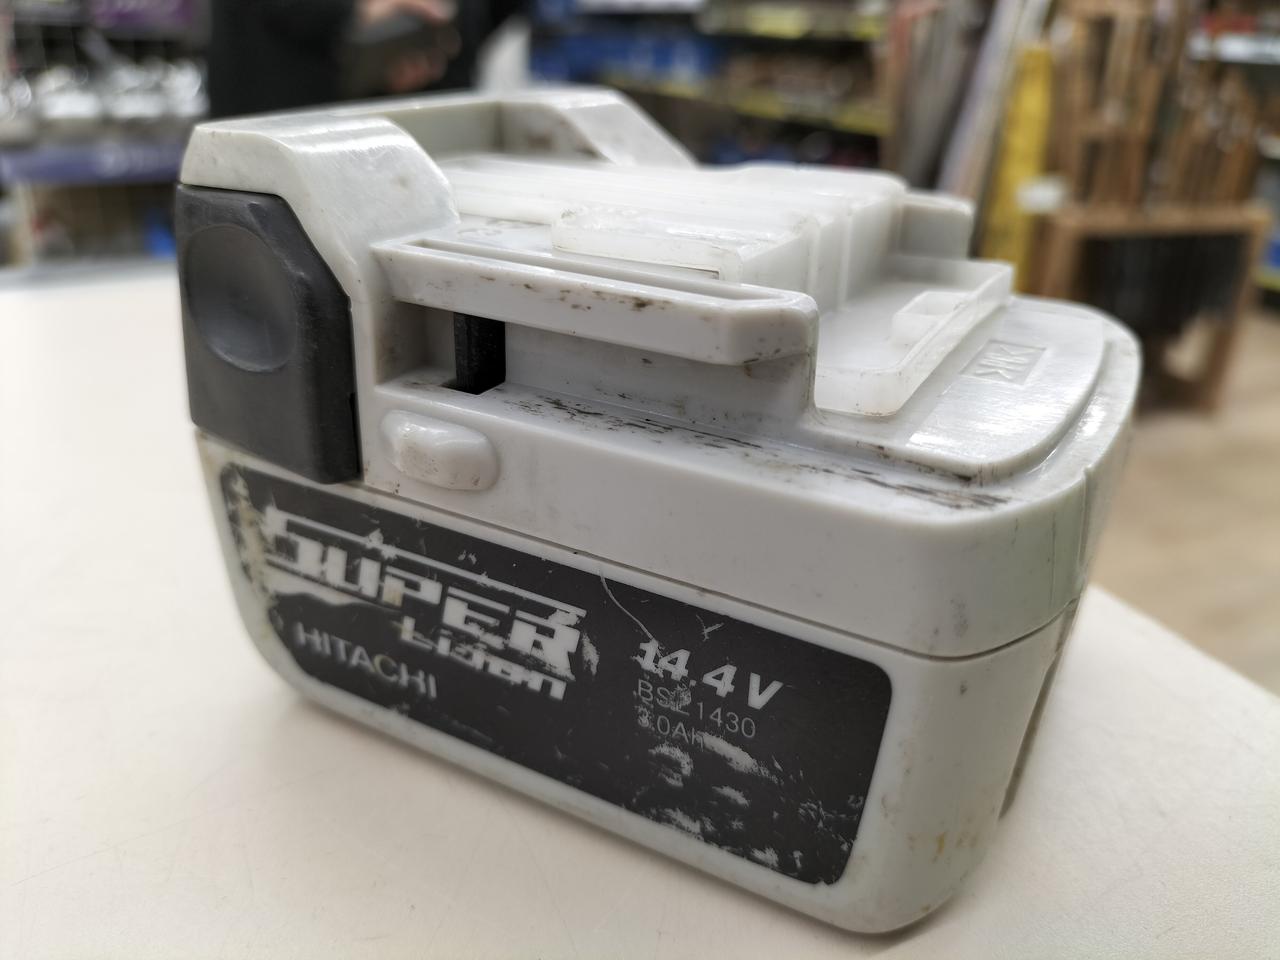 SUPER
Li-ion
HITACHI
14.4V
BSL1430
3.0Ah